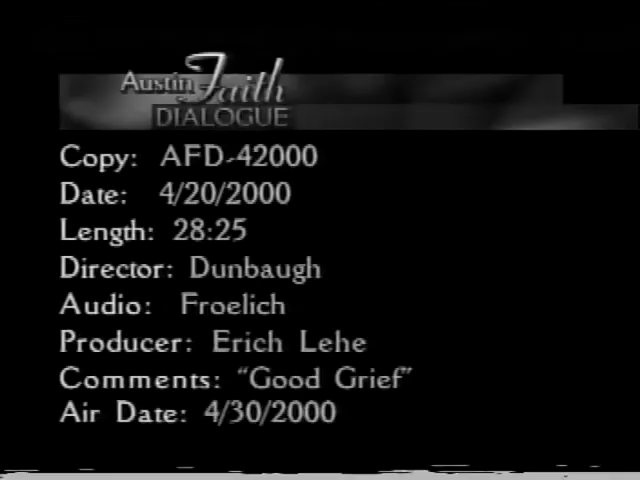 Austin Faith
DIALOGUE
Copy: AFD-42000
Date: 4/20/2000
Length: 28:25
Director: Dunbaugh
Audio: Froelich
Producer: Erich Lehe
Comments: "Good Grief"
Air Date: 4/30/2000